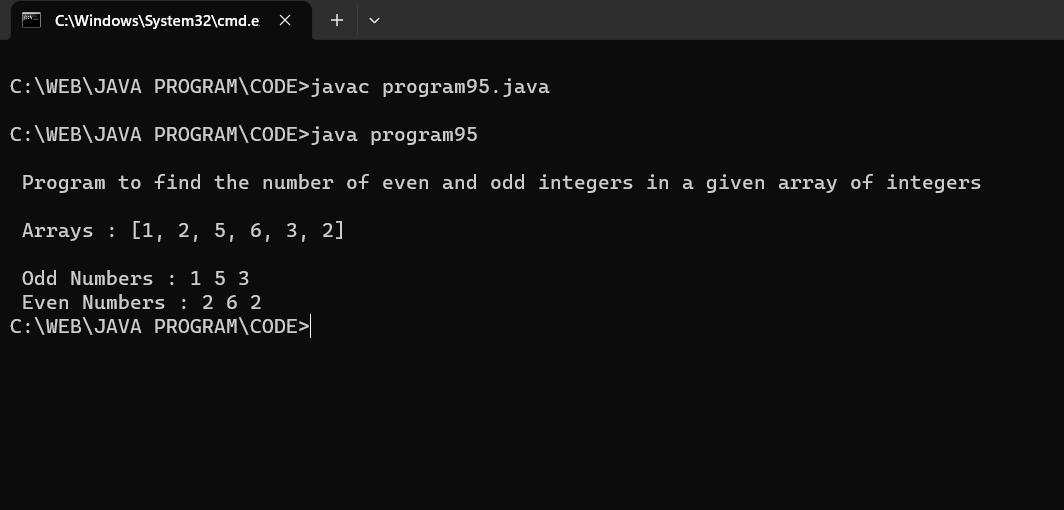 C:\Windows\System32\cmd.e
C:\WEB\JAVA PROGRAM\CODE>javac program95.java
C:\WEB\JAVA PROGRAM\CODE>java program95
Program to find the number of even and odd integers in a given array of integers
Arrays : [1, 2, 5, 6, 3, 2]
Odd Numbers : 1 5 3
Even Numbers : 2 6 2
C:\WEB\JAVA PROGRAM\CODE>